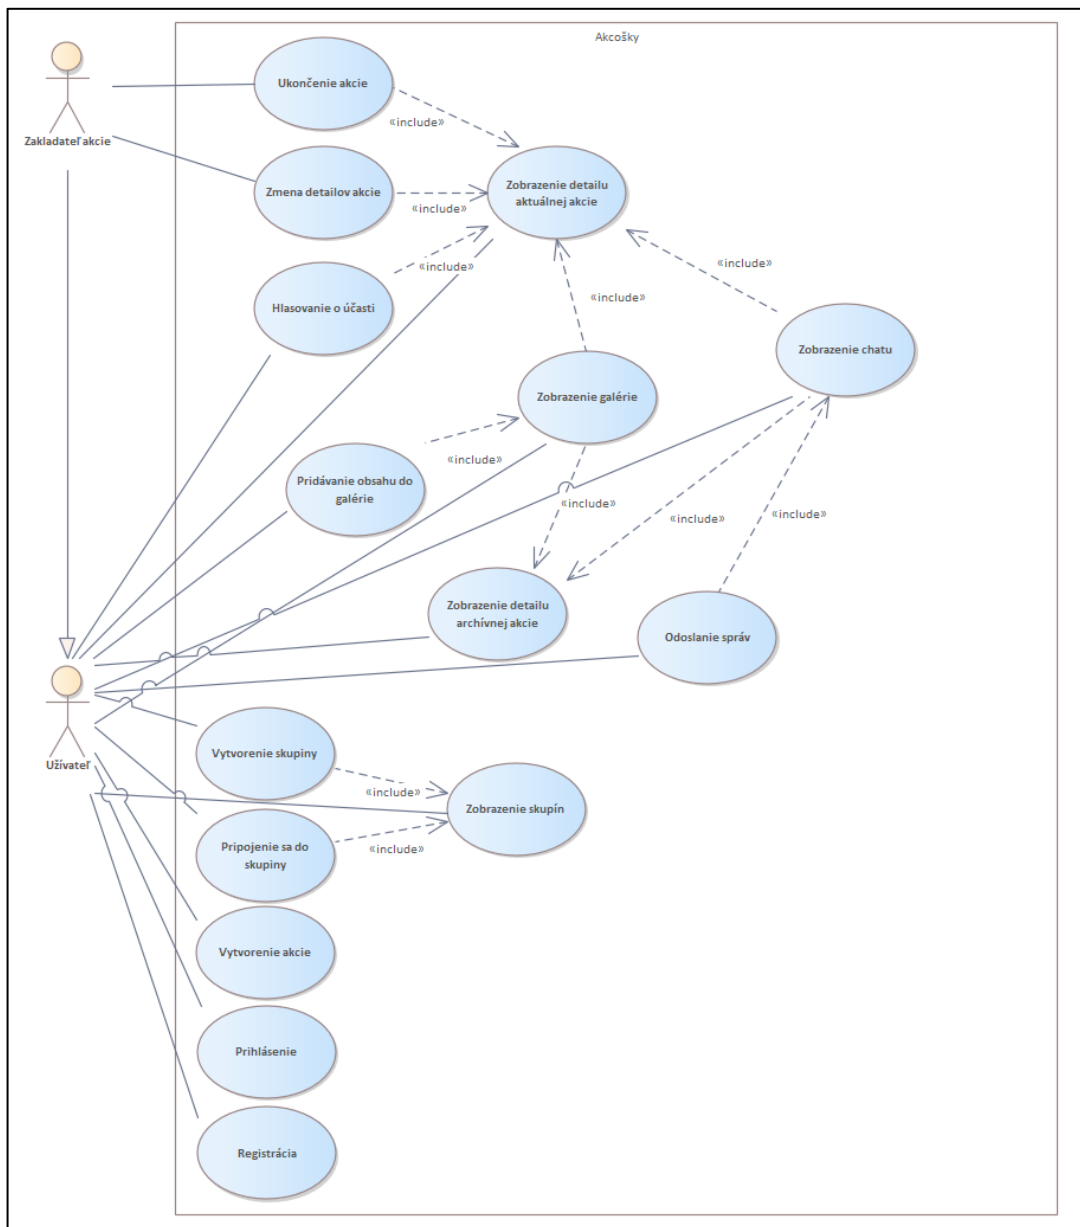 Akcošky
Ukončenie akcie
«include»
Zakladateľ akcie
Zobrazenie detailu
aktuálnej akcie
Zmena detailov akcie
«include»
«include»
«include»
«include»
Hlasovanie o účasti
Zobrazenie chatu
Zobrazenie galérie
«include»
Pridávanie obsahu do
galérie
«include»
«include»
«include»
Zobrazenie detailu
archívnej akcie
Odoslanie správ
Užívateľ
Vytvorenie skupiny
«include»
Zobrazenie skupín
Pripojenie sa do
skupiny
«include»
Vytvorenie akcie
Prihlásenie
Registrácia